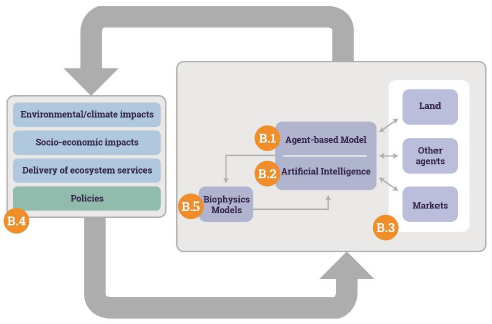 Environmental/climate impacts
Socio-economic impacts
Delivery of ecosystem services
Policies
B.4
B.1
Agent-based Model
B.2
Artificial Intelligence
B.5
Biophysics
Models
Land
Other
agents
Markets
B.3